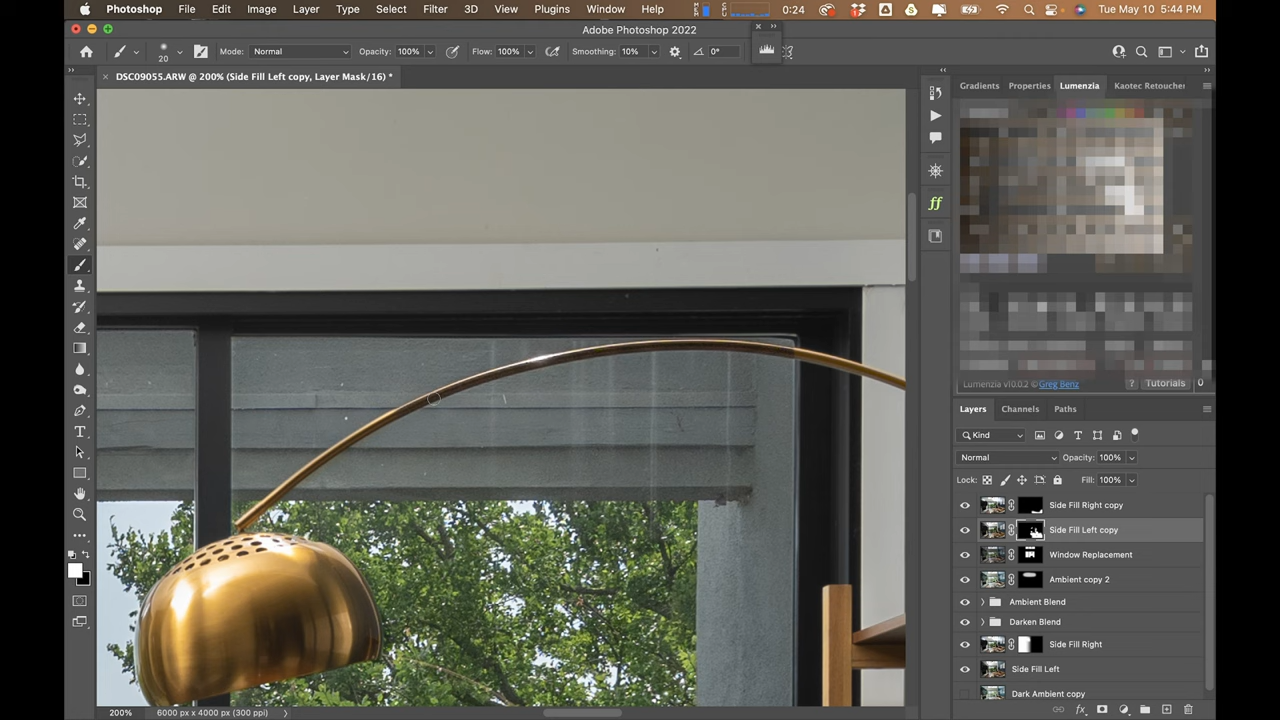 Photoshop File Edit Image Layer Type Select Filter 3D View Plugins Window Help 0:24 Tue May 10 5:44 PM
Adobe Photoshop 2022
20 Mode: Normal Opacity: 100% Flow: 100% Smoothing: 10% 0°
DSC09055.ARW @ 200% (Side Fill Left copy, Layer Mask/16) *
Gradients Properties Lumenzia Kaotec Retoucher
ff
Lumenzia v10.0.2 © Greg Benz ? Tutorials 0
Layers Channels Paths
Kind
Normal Opacity: 100%
Lock: Fill: 100%
Side Fill Right copy
Side Fill Left copy
Window Replacement
Ambient copy 2
Ambient Blend
Darken Blend
Side Fill Right
Side Fill Left
Dark Ambient copy
200% 6000 px x 4000 px (300 ppi)
fx